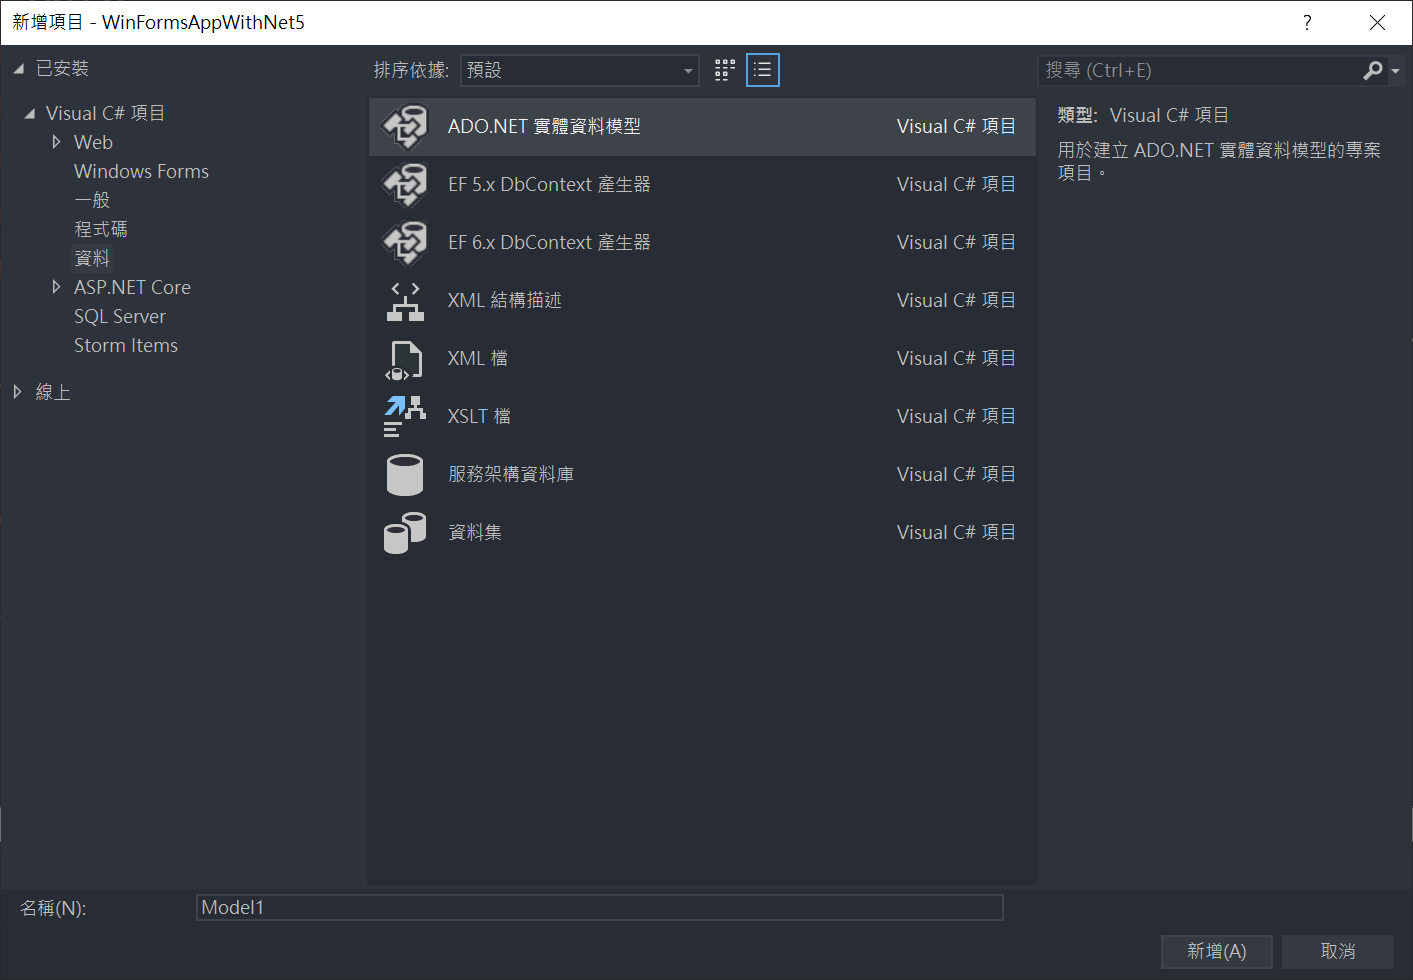 新增項目 - WinFormsAppWithNet5
?
已安裝
Visual C# 項目
Web
Windows Forms
一般
程式碼
資料
ASP.NET Core
SQL Server
Storm Items
線上
排序依據: 預設
ADO.NET 實體資料模型 Visual C# 項目
EF 5.x DbContext 產生器 Visual C# 項目
EF 6.x DbContext 產生器 Visual C# 項目
XML 結構描述 Visual C# 項目
XML 檔 Visual C# 項目
XSLT 檔 Visual C# 項目
服務架構資料庫 Visual C# 項目
資料集 Visual C# 項目
搜尋 (Ctrl+E)
類型: Visual C# 項目
用於建立 ADO.NET 實體資料模型的專案
項目。
名稱(N): Model1
新增(A) 取消